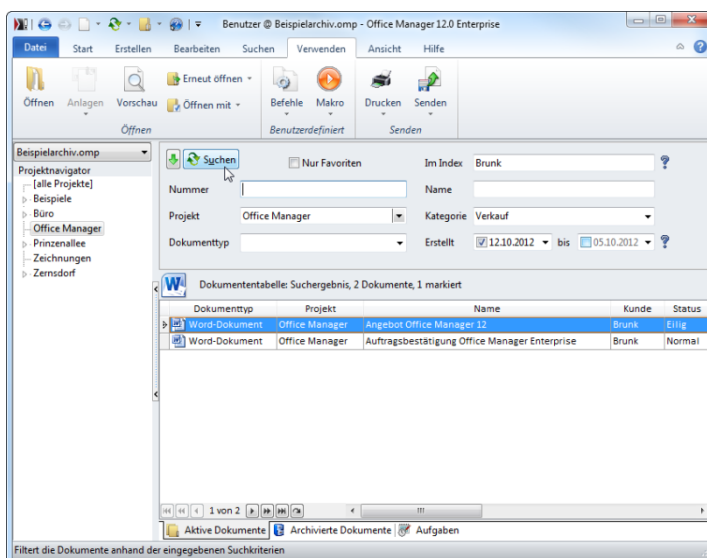 Benutzer @ Beispielarchiv.omp - Office Manager 12.0 Enterprise
Datei Start Erstellen Bearbeiten Suchen Verwenden Ansicht Hilfe
Öffnen Anlagen Vorschau Erneut öffnen Öffnen mit Befehle Makro Drucken Senden
Öffnen Benutzerdefiniert Senden
Beispielarchiv.omp
Projektnavigator
[alle Projekte]
Beispiele
Büro
Office Manager
Prinzenallee
Zeichnungen
Zernsdorf
Suchen Nur Favoriten Im Index Brunk ?
Nummer Name
Projekt Office Manager Kategorie Verkauf
Dokumenttyp Erstellt 12.10.2012 bis 05.10.2012 ?
Dokumententabelle: Suchergebnis, 2 Dokumente, 1 markiert
Dokumenttyp Projekt Name Kunde Status
Word-Dokument Office Manager Angebot Office Manager 12 Brunk Eilig
Word-Dokument Office Manager Auftragsbestätigung Office Manager Enterprise Brunk Normal
1 von 2
Aktive Dokumente Archivierte Dokumente Aufgaben
Filtert die Dokumente anhand der eingegebenen Suchkriterien